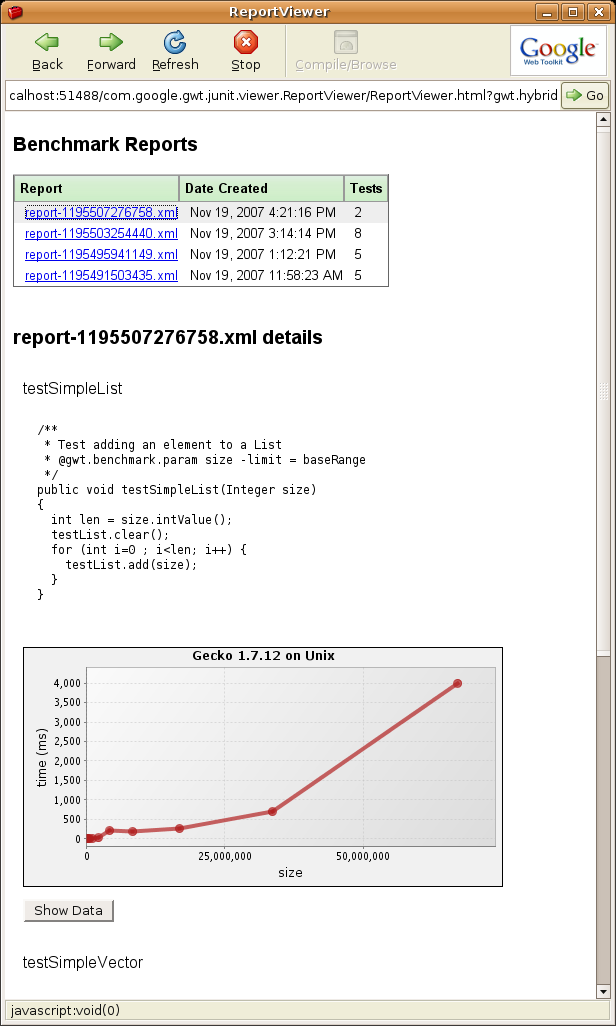 ReportViewer
Back Forward Refresh Stop Compile/Browse
Google
Web Toolkit
calhost:51488/com.google.gwt.junit.viewer.ReportViewer/ReportViewer.html?gwt.hybrid Go
Benchmark Reports
Report Date Created Tests
report-1195507276758.xml Nov 19, 2007 4:21:16 PM 2
report-1195503254440.xml Nov 19, 2007 3:14:14 PM 8
report-1195495941149.xml Nov 19, 2007 1:12:21 PM 5
report-1195491503435.xml Nov 19, 2007 11:58:23 AM 5
report-1195507276758.xml details
testSimpleList
/**
* Test adding an element to a List
* @gwt.benchmark.param size -limit = baseRange
*/
public void testSimpleList(Integer size)
{
int len = size.intValue();
testList.clear();
for (int i=0 ; i<len; i++) {
testList.add(size);
}
}
Gecko 1.7.12 on Unix
4,000
3,500
3,000
2,500
2,000
1,500
1,000
500
0
time (ms)
0 25,000,000 50,000,000
size
Show Data
testSimpleVector
javascript:void(0)